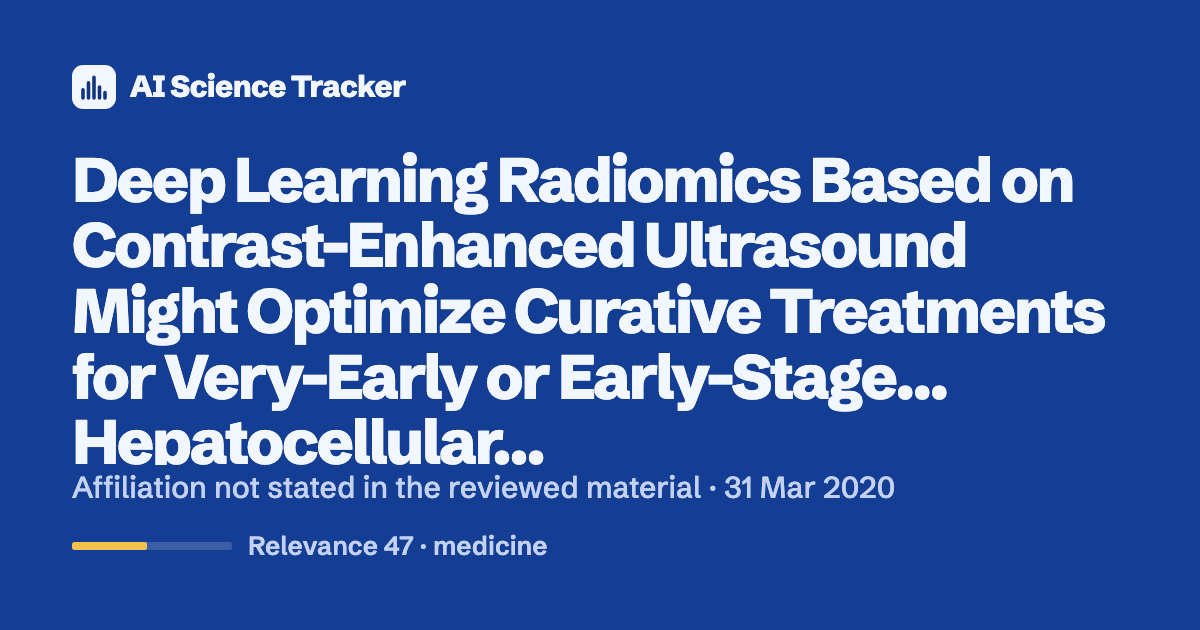 AI Science Tracker
Deep Learning Radiomics Based on
Contrast-Enhanced Ultrasound
Might Optimize Curative Treatments
for Very-Early or Early-Stage...
Hepatocellular...
Affiliation not stated in the reviewed material · 31 Mar 2020
Relevance 47 · medicine